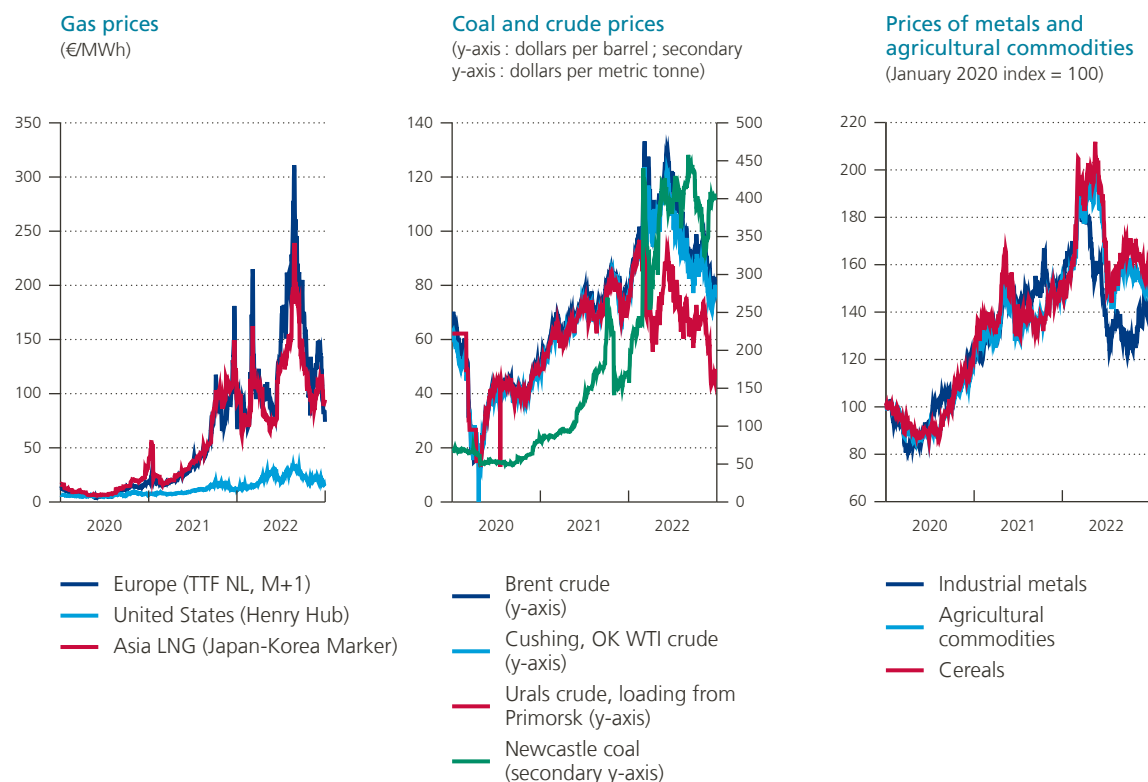 Gas prices
(€/MWh)
350
300
250
200
150
100
50
0
2020 2021 2022
Europe (TTF NL, M+1)
United States (Henry Hub)
Asia LNG (Japan-Korea Marker)
Coal and crude prices
(y-axis : dollars per barrel ; secondary
y-axis : dollars per metric tonne)
140
120
100
80
60
40
20
0
500
450
400
350
300
250
200
150
100
50
0
2020 2021 2022
Brent crude
(y-axis)
Cushing, OK WTI crude
(y-axis)
Urals crude, loading from
Primorsk (y-axis)
Newcastle coal
(secondary y-axis)
Prices of metals and
agricultural commodities
(January 2020 index = 100)
220
200
180
160
140
120
100
80
60
2020 2021 2022
Industrial metals
Agricultural
commodities
Cereals